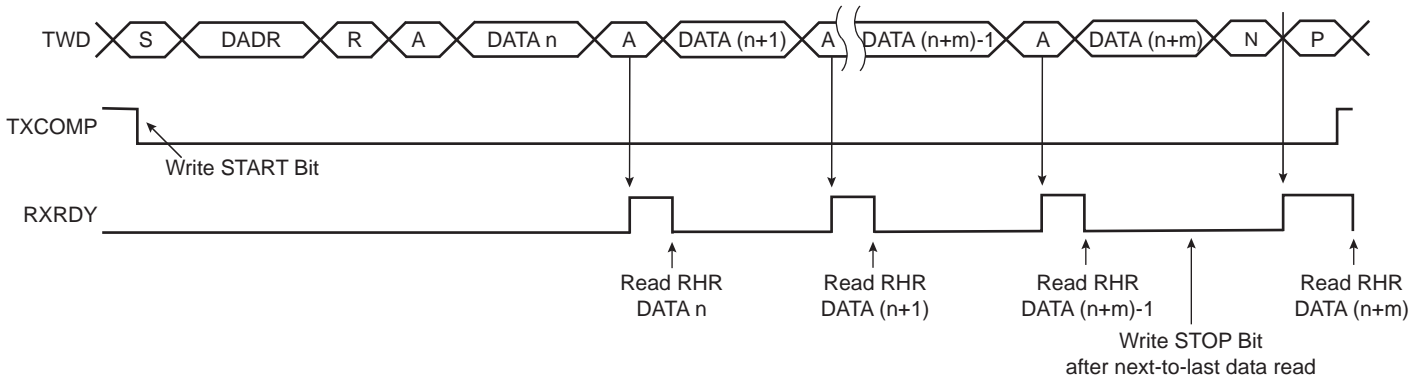 TWD S DADR R A DATA n A DATA (n+1) A DATA (n+m)-1 A DATA (n+m) N P
TXCOMP
Write START Bit
RXRDY
Read RHR Read RHR Read RHR Read RHR
DATA n DATA (n+1) DATA (n+m)-1 DATA (n+m)
Write STOP Bit
after next-to-last data read